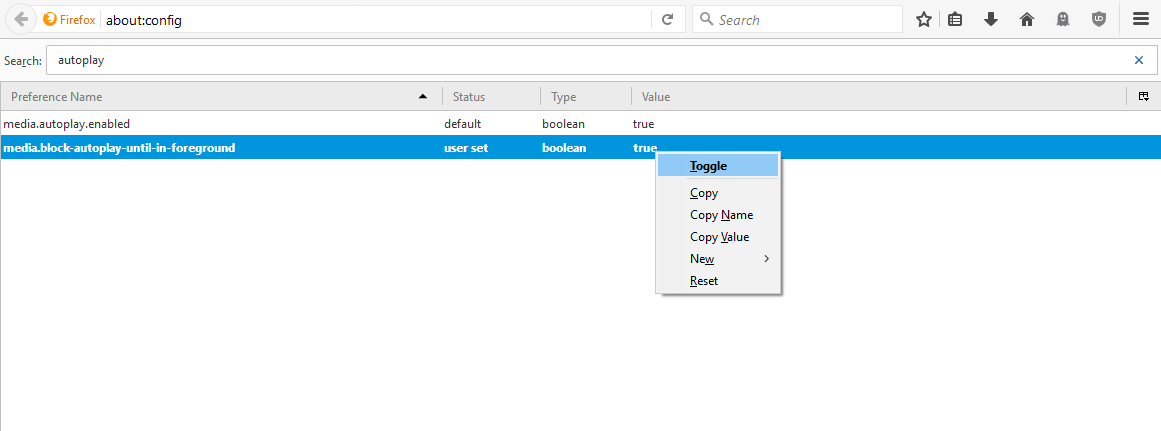 Firefox about:config Search
Search: autoplay
Preference Name Status Type Value
media.autoplay.enabled default boolean true
media.block-autoplay-until-in-foreground user set boolean true
Toggle
Copy
Copy Name
Copy Value
New
Reset